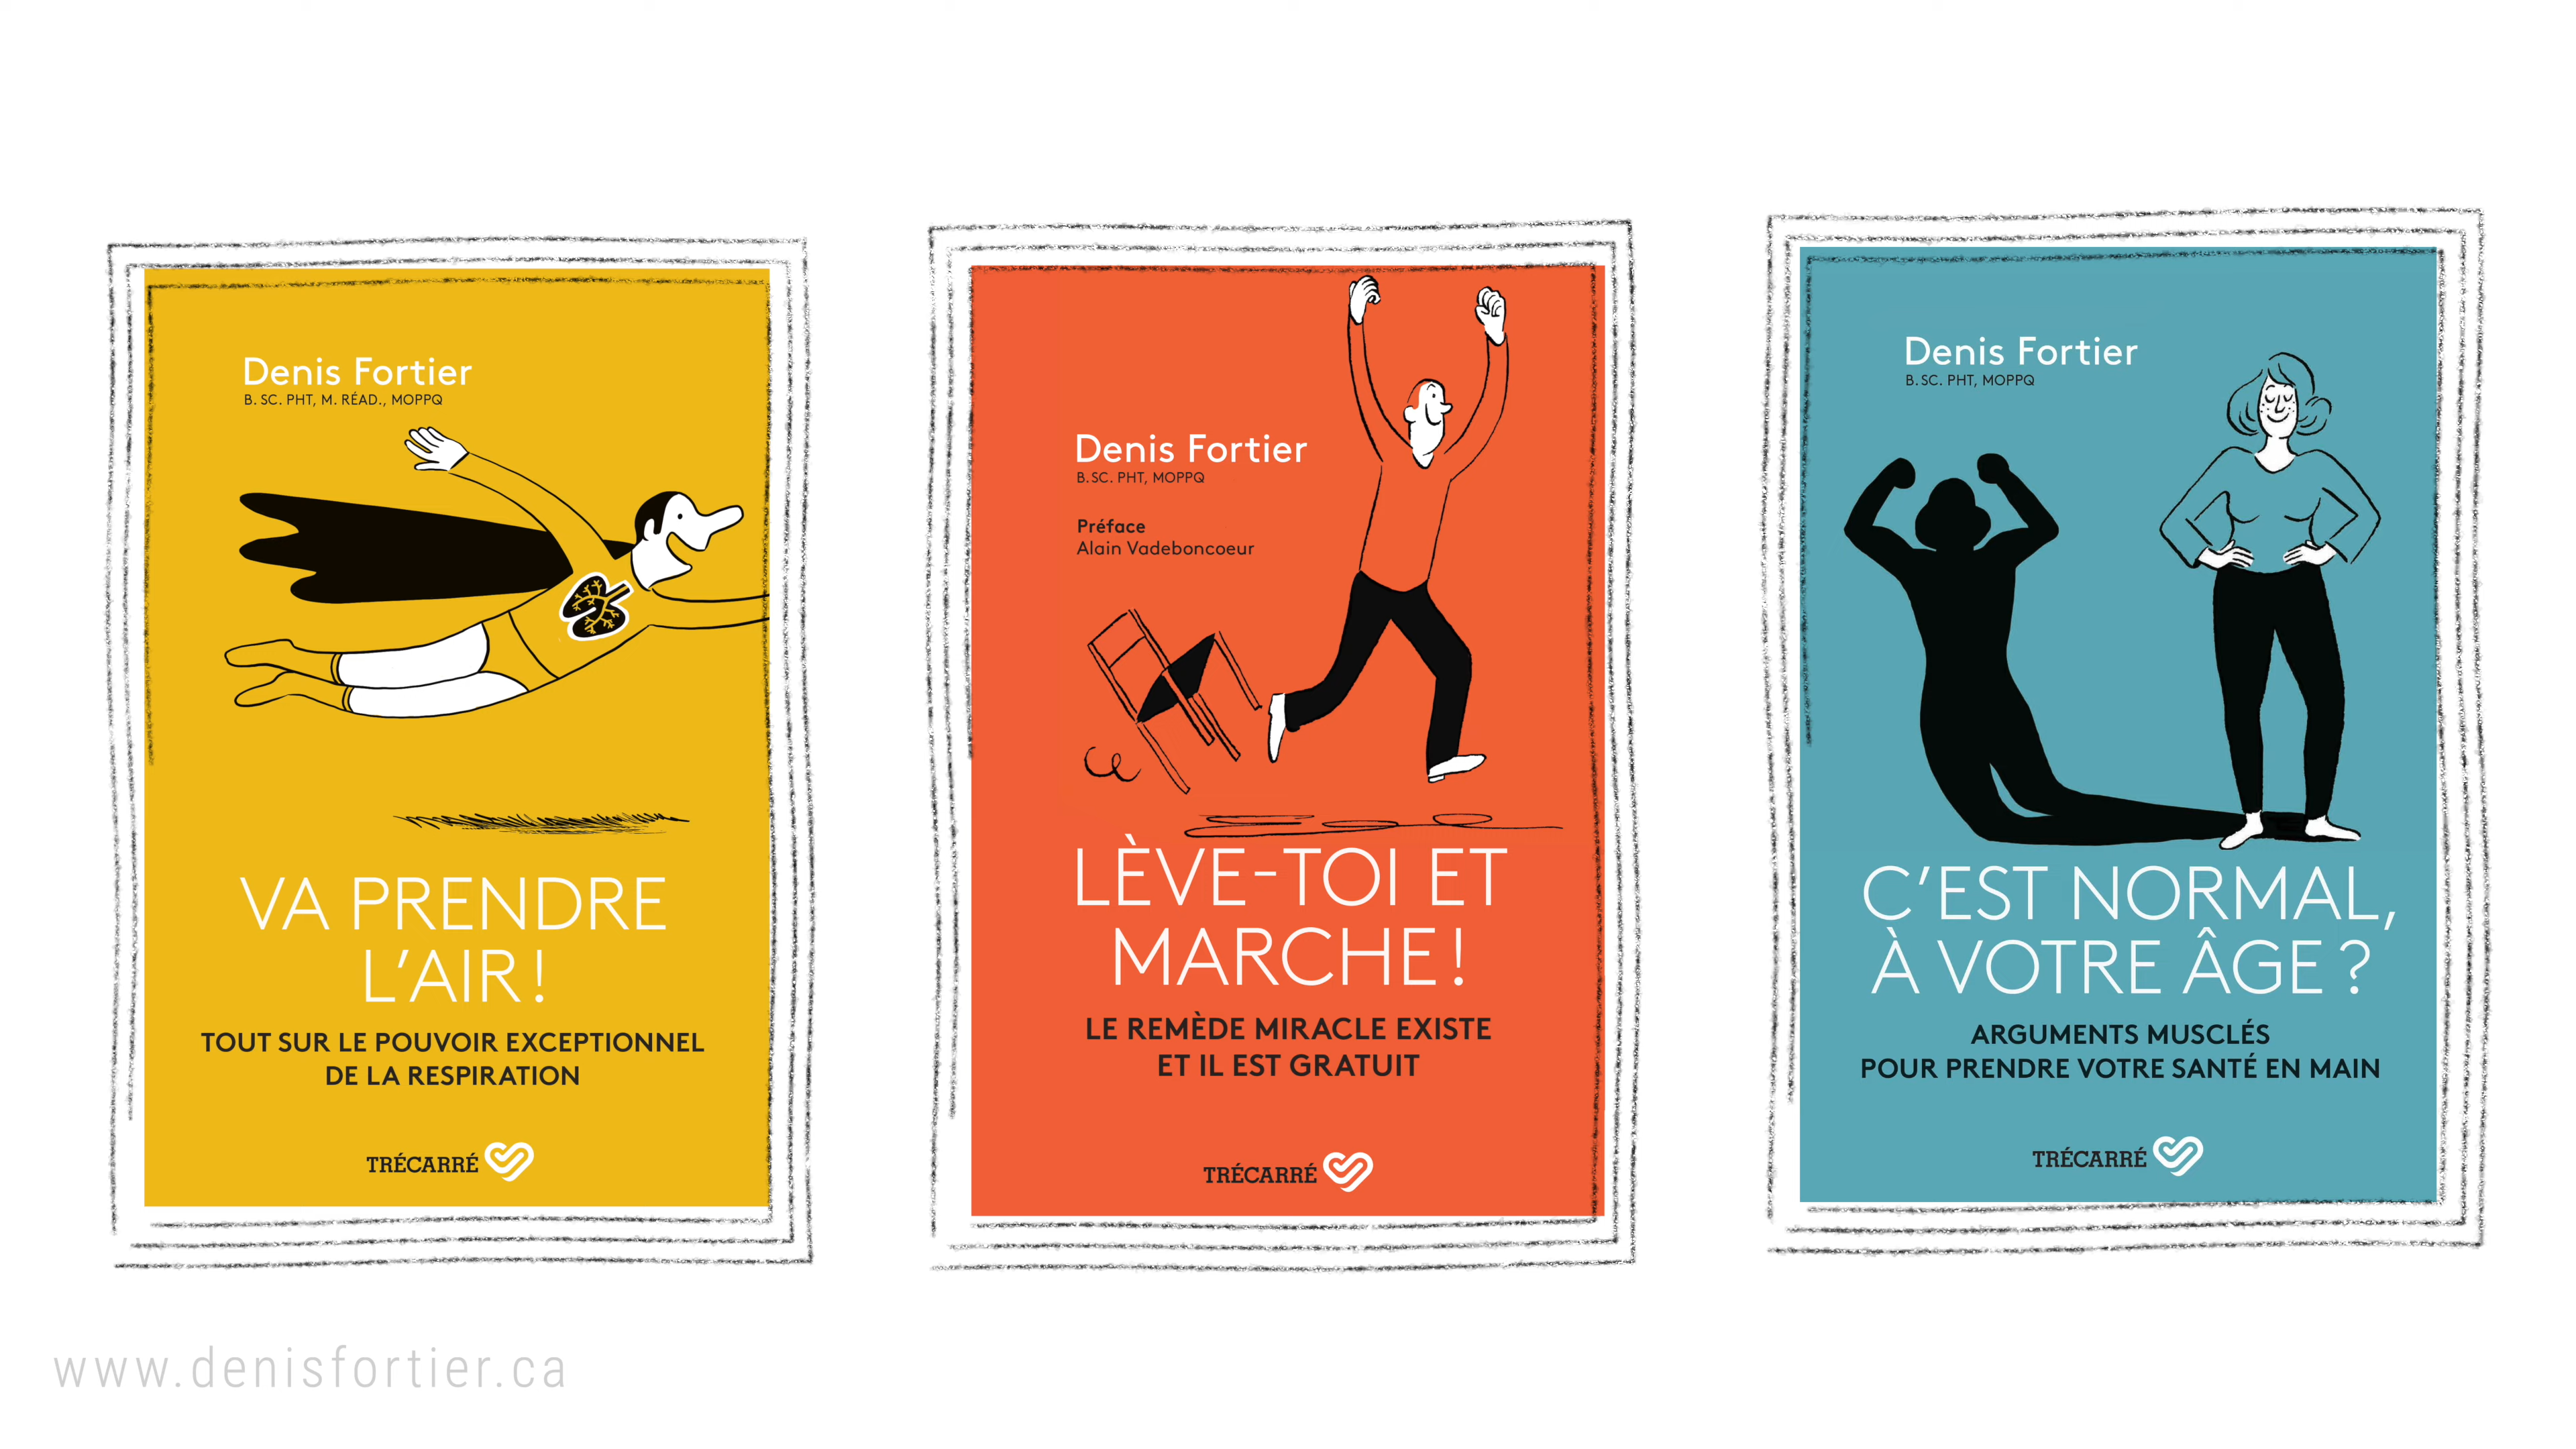 Denis Fortier
B. SC. PHT, M. RÉAD., MOPPQ
VA PRENDRE
L'AIR !
TOUT SUR LE POUVOIR EXCEPTIONNEL
DE LA RESPIRATION
TRÉCARRÉ
Denis Fortier
B.SC. PHT, MOPPQ
Préface
Alain Vadeboncoeur
LÈVE-TOI ET
MARCHE !
LE REMÈDE MIRACLE EXISTE
ET IL EST GRATUIT
TRÉCARRÉ
Denis Fortier
B.SC. PHT, MOPPQ
C'EST NORMAL,
À VOTRE ÂGE ?
ARGUMENTS MUSCLÉS
POUR PRENDRE VOTRE SANTÉ EN MAIN
TRÉCARRÉ
www.denisfortier.ca